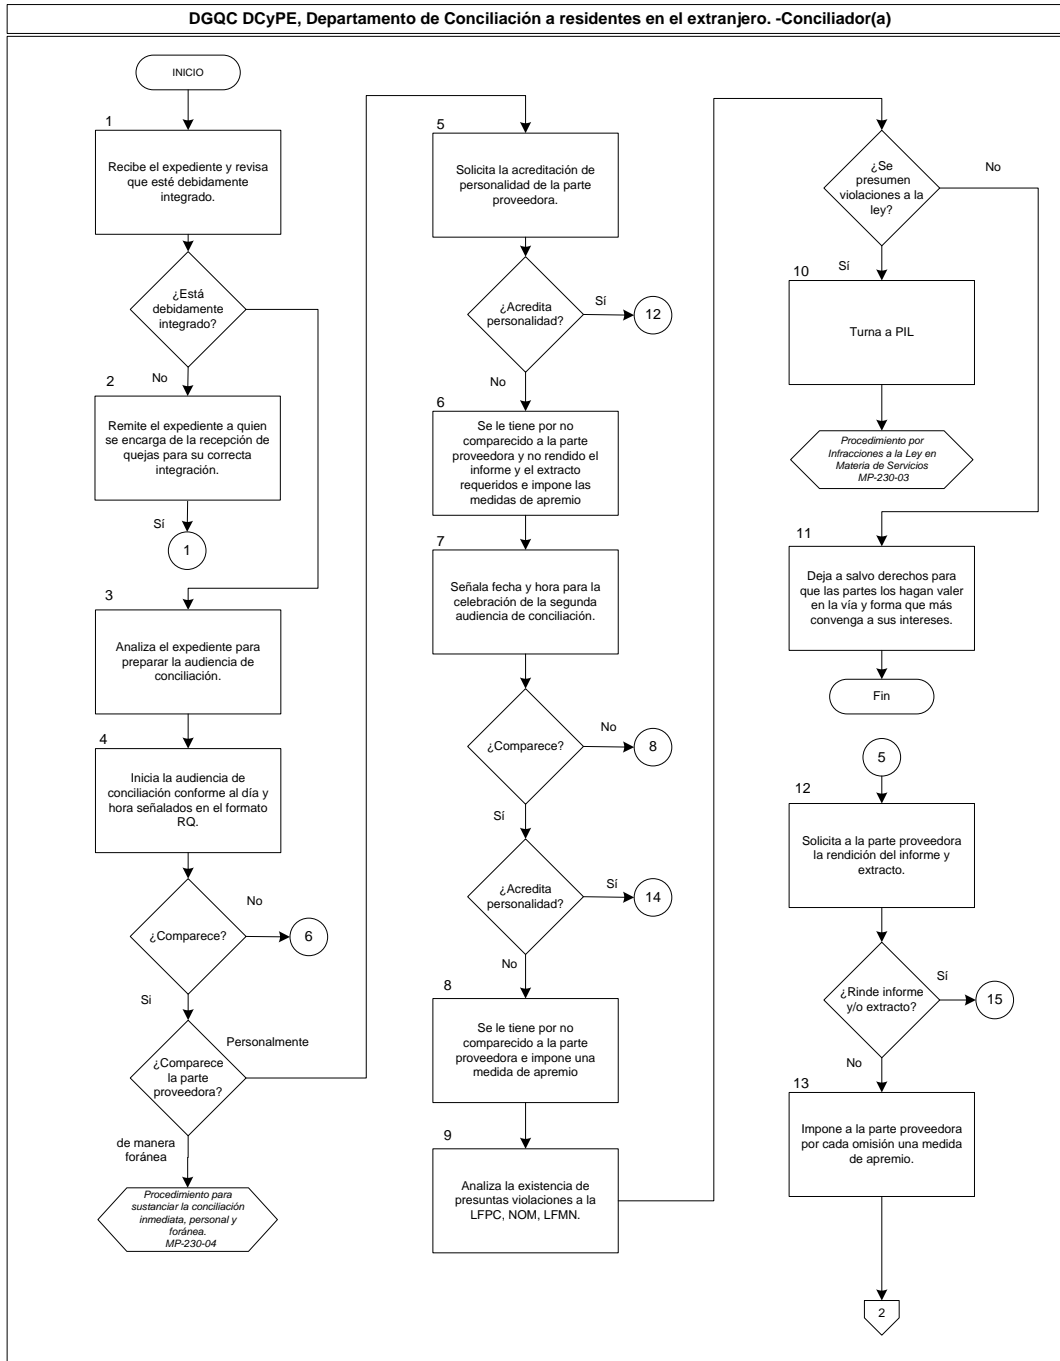 DGQC DCyPE, Departamento de Conciliación a residentes en el extranjero. -Conciliador(a)
INICIO
1
Recibe el expediente y revisa
que esté debidamente
integrado.
¿Está
debidamente
integrado?
No
2
Remite el expediente a quien
se encarga de la recepción de
quejas para su correcta
integración.
Sí
1
3
Analiza el expediente para
preparar la audiencia de
conciliación.
4
Inicia la audiencia de
conciliación conforme al día y
hora señalados en el formato
RQ.
¿Comparece?
No
6
Si
¿Comparece
la parte
proveedora?
Personalmente
de manera
foránea
Procedimiento para
sustanciar la conciliación
inmediata, personal y
foránea.
MP-230-04
5
Solicita la acreditación de
personalidad de la parte
proveedora.
¿Acredita
personalidad?
Sí
12
No
6
Se le tiene por no
comparecido a la parte
proveedora y no rendido el
informe y el extracto
requeridos e impone las
medidas de apremio
7
Señala fecha y hora para la
celebración de la segunda
audiencia de conciliación.
¿Comparece?
No
8
Sí
¿Acredita
personalidad?
Sí
14
No
8
Se le tiene por no
comparecido a la parte
proveedora e impone una
medida de apremio
9
Analiza la existencia de
presuntas violaciones a la
LFPC, NOM, LFMN.
¿Se
presumen
violaciones a la
ley?
No
Sí
10
Turna a PIL
Procedimiento por
Infracciones a la Ley en
Materia de Servicios
MP-230-03
11
Deja a salvo derechos para
que las partes los hagan valer
en la vía y forma que más
convenga a sus intereses.
Fin
5
12
Solicita a la parte proveedora
la rendición del informe y
extracto.
¿Rinde informe
y/o extracto?
Sí
15
No
13
Impone a la parte proveedora
por cada omisión una medida
de apremio.
2